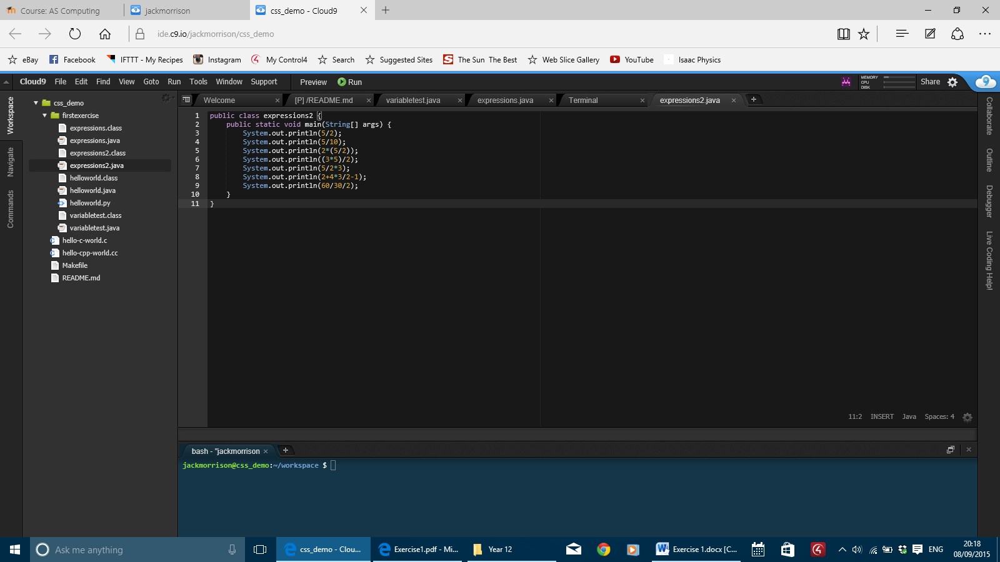 Course: AS Computing
jackmorrison
css_demo - Cloud9
ide.c9.io/jackmorrison/css_demo
eBay Facebook IFTTT - My Recipes Instagram My Control4 Search Suggested Sites The Sun The Best Web Slice Gallery YouTube Isaac Physics
Cloud9 File Edit Find View Goto Run Tools Window Support Preview Run MEMORY CPU DISK Share
Workspace
Navigate
Commands
css_demo
firstexercise
expressions.class
expressions.java
expressions2.class
expressions2.java
helloworld.class
helloworld.java
helloworld.py
variabletest.class
variabletest.java
hello-c-world.c
hello-cpp-world.cc
Makefile
README.md
Welcome [P] /README.md variabletest.java expressions.java Terminal expressions2.java
1 public class expressions2 {
2 public static void main(String[] args) {
3 System.out.println(5/2);
4 System.out.println(5/10);
5 System.out.println(2*(5/2));
6 System.out.println((3*5)/2);
7 System.out.println(5/2*3);
8 System.out.println(2+4*3/2-1);
9 System.out.println(60/30/2);
10 }
11 }
11:2 INSERT Java Spaces: 4
Collaborate
Outline
Debugger
Live Coding Help!
bash - "jackmorrison
jackmorrison@css_demo:~/workspace $
Ask me anything
css_demo - Clou...
Exercise1.pdf - Mi...
Year 12
Exercise 1.docx [C...
ENG
20:18
08/09/2015